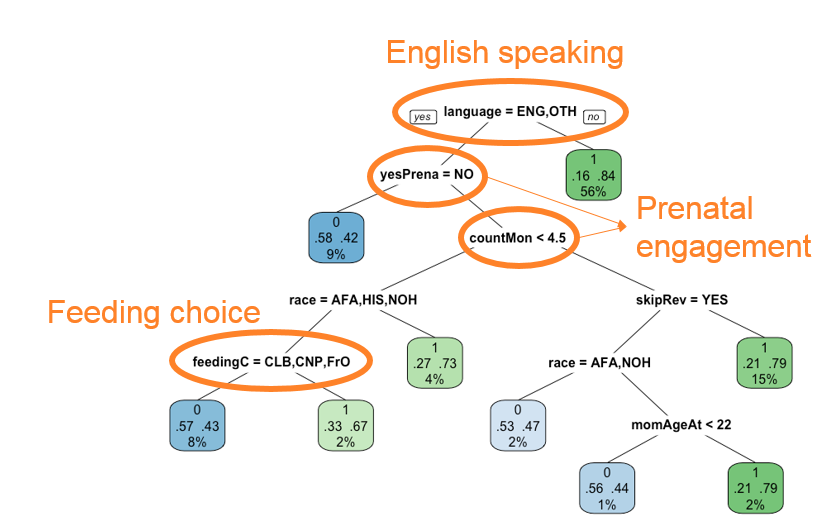 English speaking
yes
language = ENG,OTH
no
yesPrena = NO
1
.16 .84
56%
0
.58 .42
9%
countMon < 4.5
Prenatal
engagement
race = AFA,HIS,NOH
skipRev = YES
Feeding choice
feedingC = CLB,CNP,FrO
1
.27 .73
4%
race = AFA,NOH
1
.21 .79
15%
0
.57 .43
8%
1
.33 .67
2%
0
.53 .47
2%
momAgeAt < 22
0
.56 .44
1%
1
.21 .79
2%